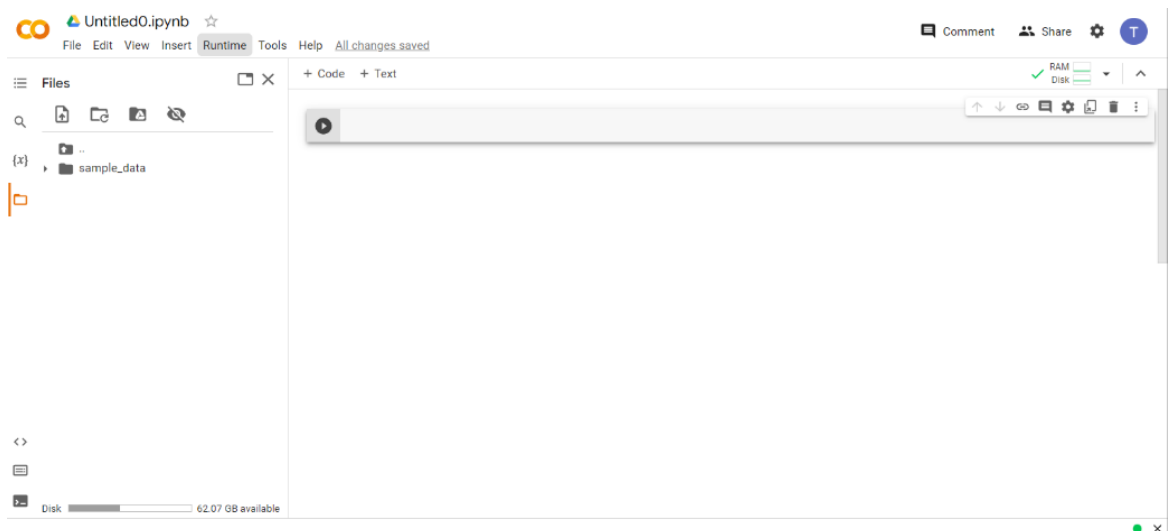 CO Untitled0.ipynb
File Edit View Insert Runtime Tools Help All changes saved
Comment Share T
Files
+ Code + Text
RAM
Disk
{x}
..
sample_data
Disk 62.07 GB available